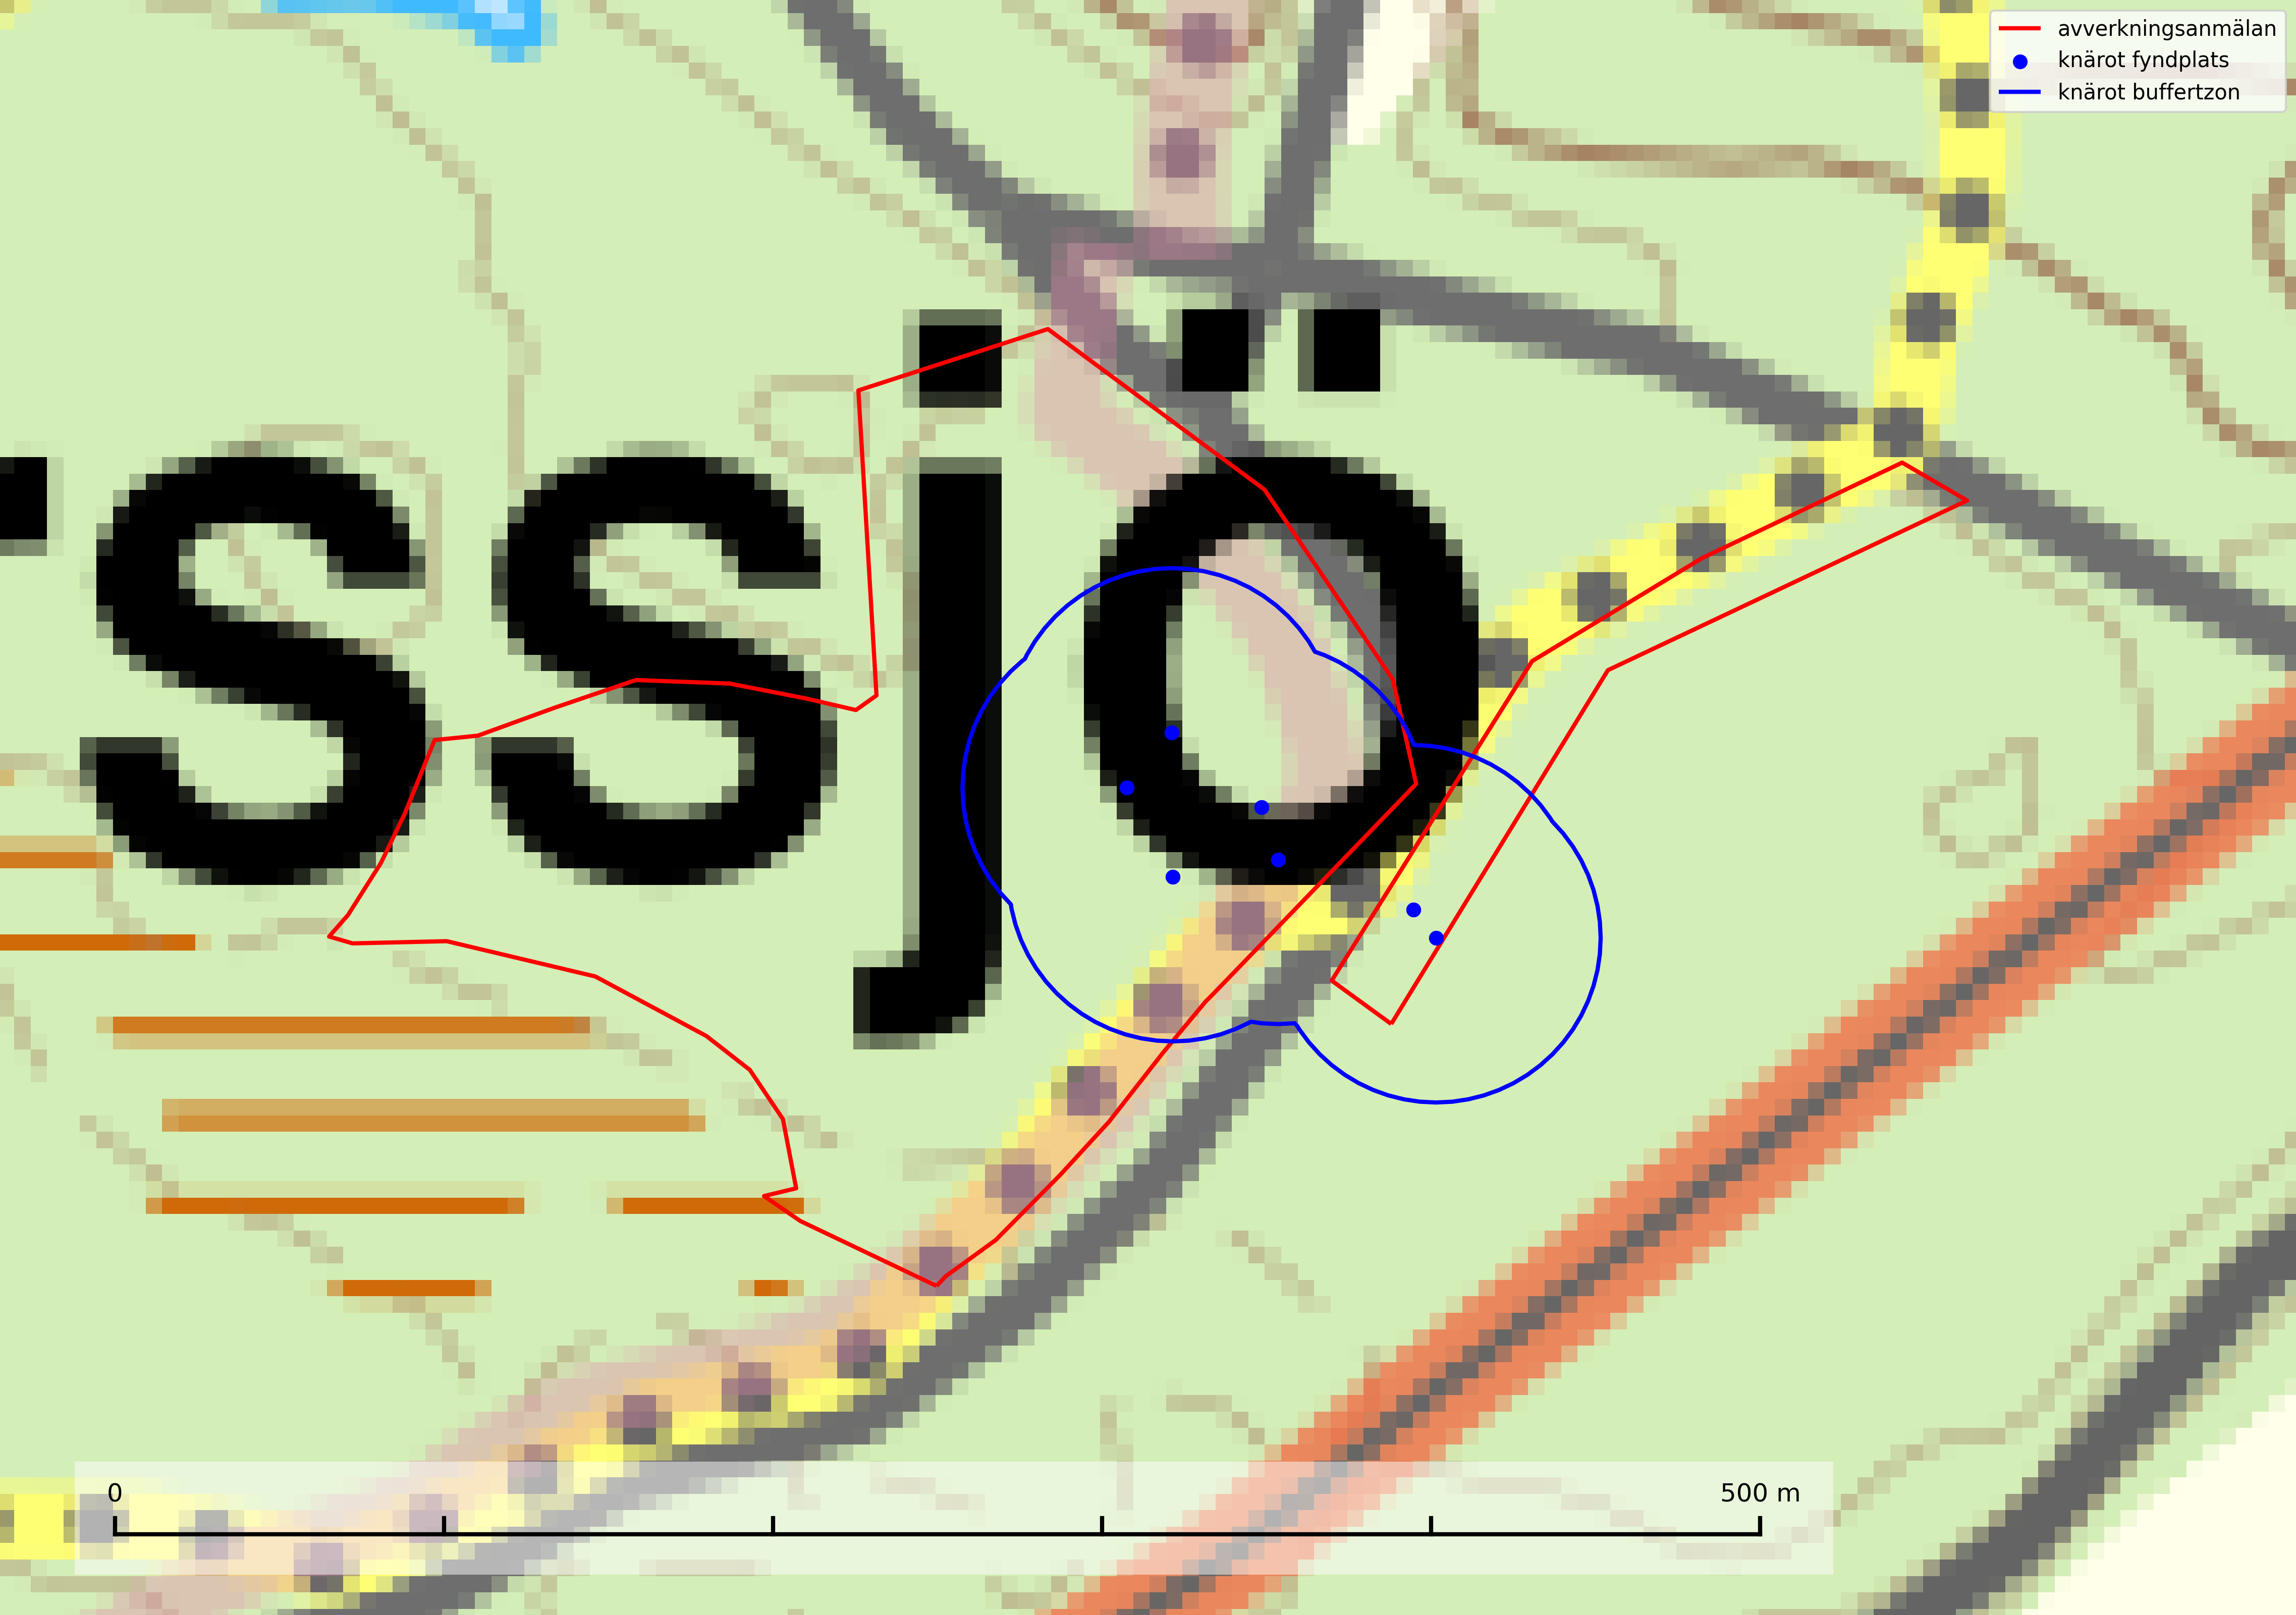 avverkningsanmälan
knärot fyndplats
knärot buffertzon
ssjö
0 500 m